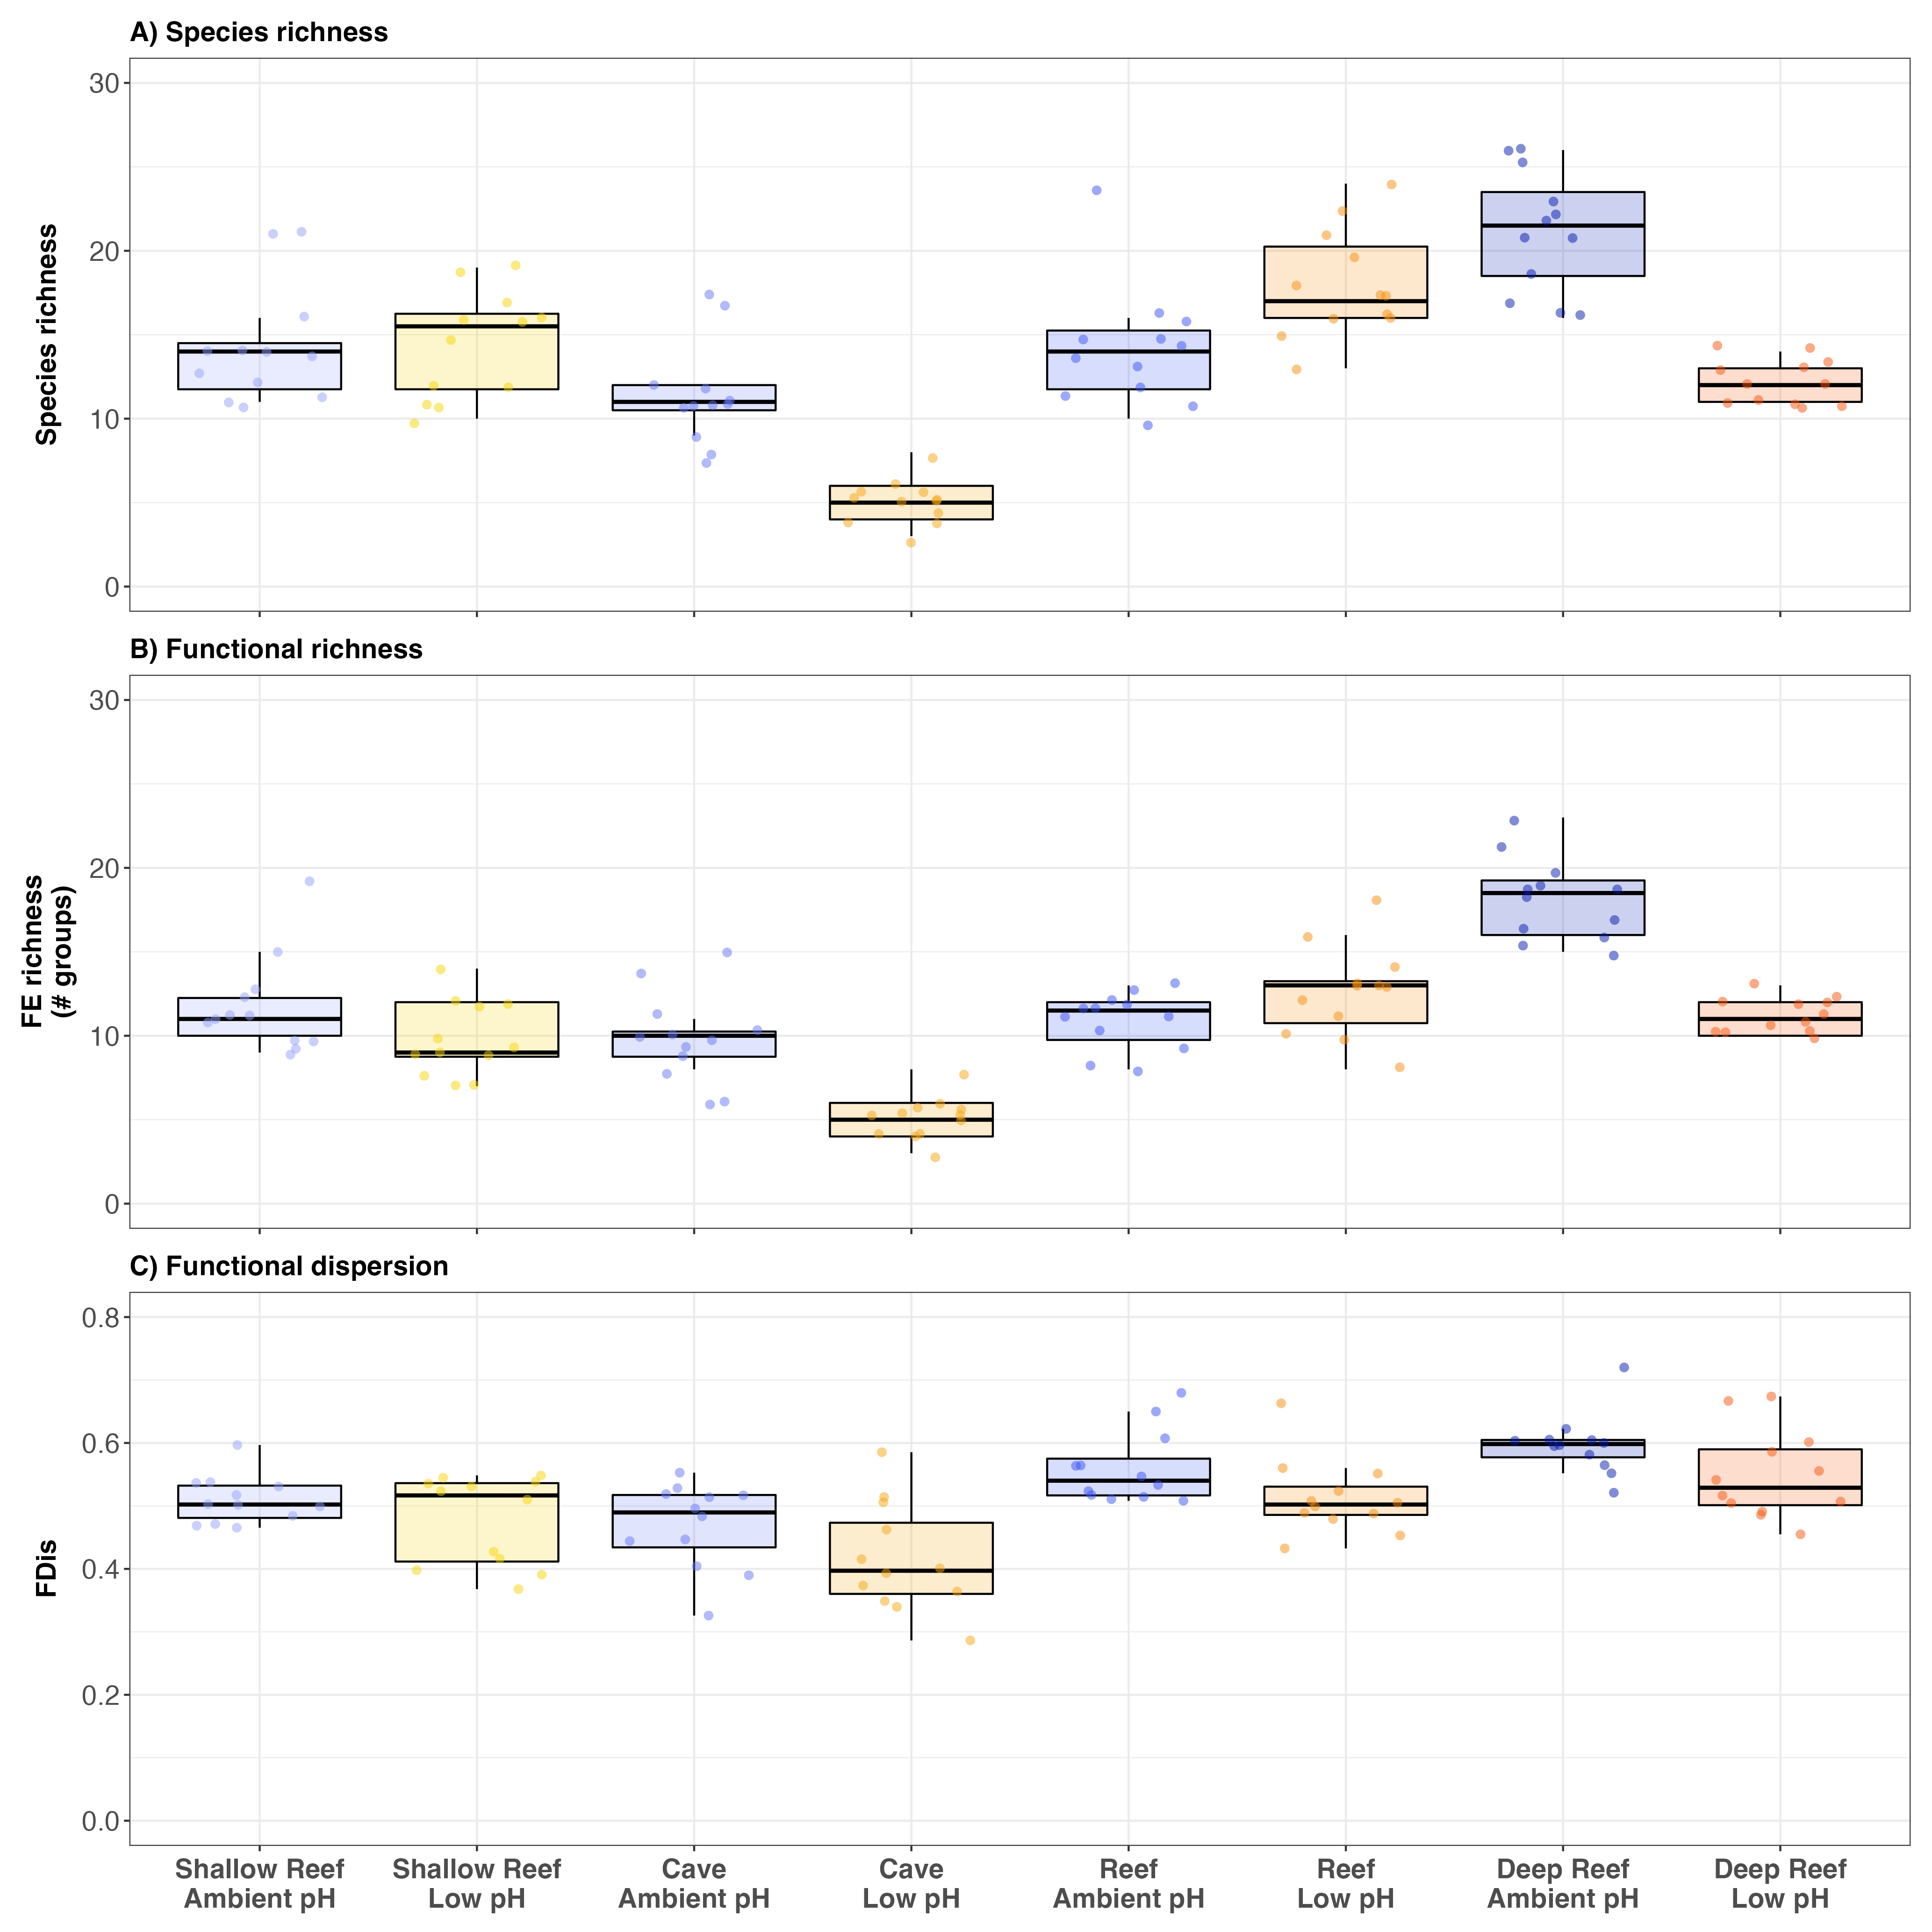 A) Species richness
Species richness
30
20
10
0
B) Functional richness
FE richness
(# groups)
30
20
10
0
C) Functional dispersion
FDis
0.8
0.6
0.4
0.2
0.0
Shallow Reef
Ambient pH
Shallow Reef
Low pH
Cave
Ambient pH
Cave
Low pH
Reef
Ambient pH
Reef
Low pH
Deep Reef
Ambient pH
Deep Reef
Low pH